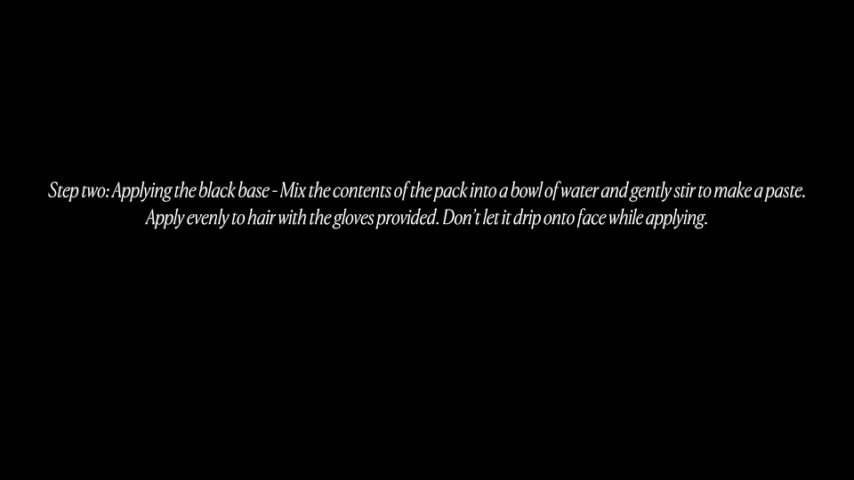 Step two: Applying the black base - Mix the contents of the pack into a bowl of water and gently stir to make a paste.
Apply evenly to hair with the gloves provided. Don’t let it drip onto face while applying.